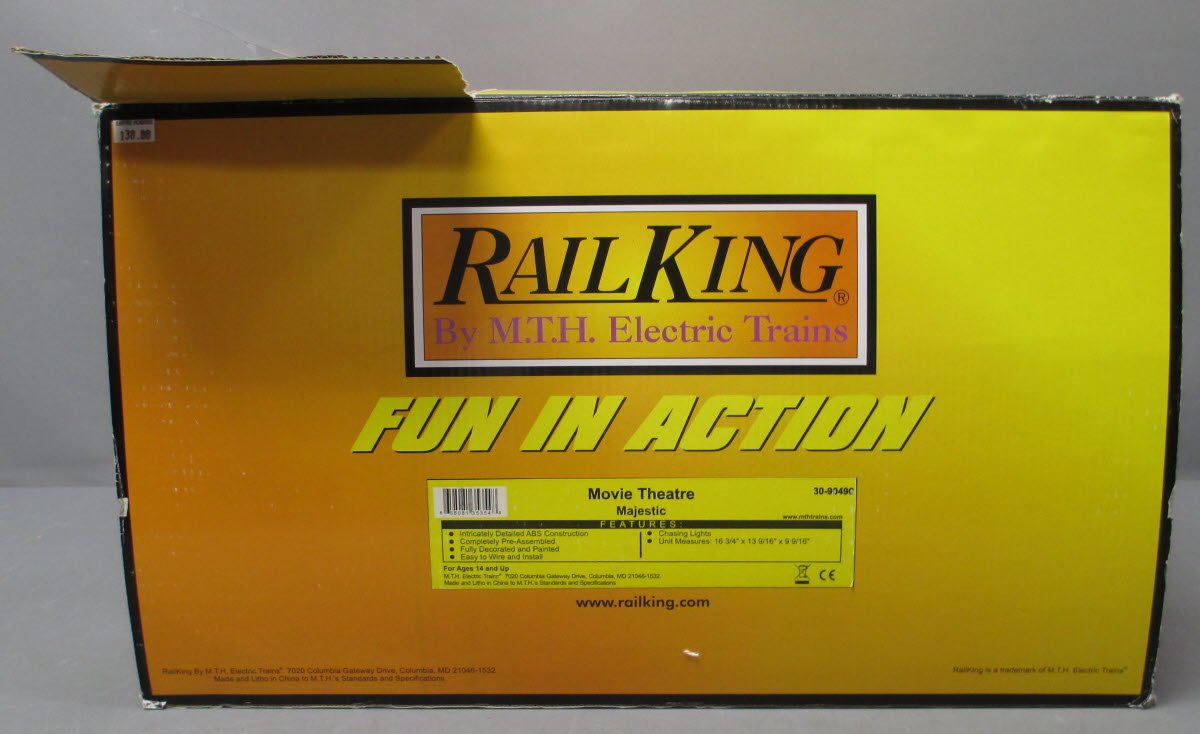 130.00
RAILKING®
By M.T.H. Electric Trains
FUN IN ACTION
Movie Theatre
30-90490
Majestic
www.mthtrains.com
FEATURES:
● Intricately Detailed ABS Construction
● Completely Pre-Assembled
● Fully Decorated and Painted
● Easy to Wire and Install
● Chasing Lights
● Unit Measures: 16 3/4" x 13 9/16" x 9 9/16"
For Ages 14 and Up
M.T.H. Electric Trains® 7020 Columbia Gateway Drive, Columbia, MD 21046-1532
Made and Litho in China to M.T.H.'s Standards and Specifications
CE
www.railking.com
RailKing By M.T.H. Electric Trains® 7020 Columbia Gateway Drive, Columbia, MD 21046-1532
Made and Litho in China to M.T.H.'s Standards and Specifications
RailKing is a trademark of M.T.H. Electric Trains®